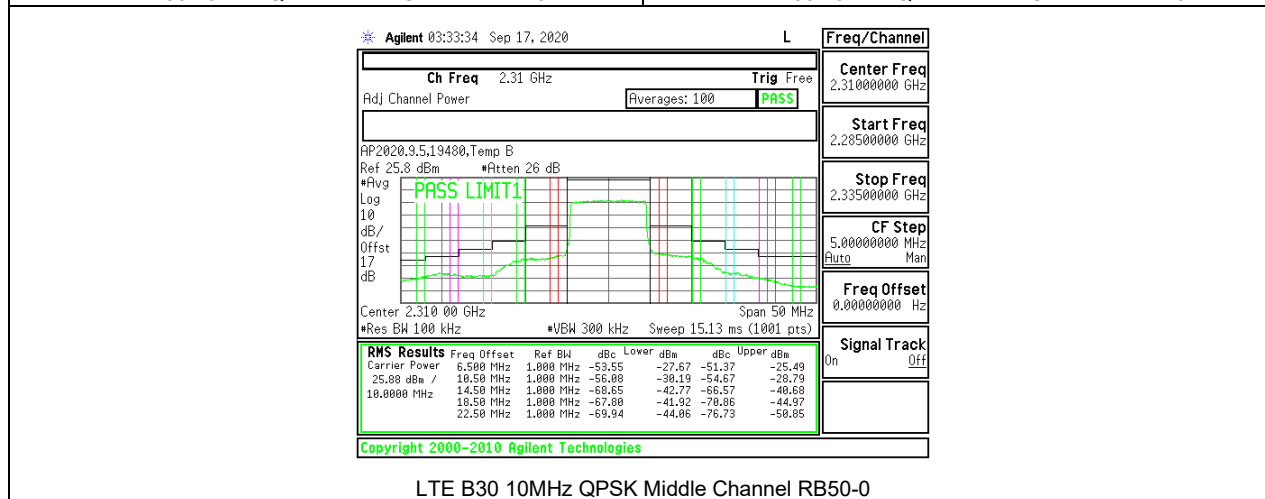 Agilent 03:33:34 Sep 17, 2020 L
Freq/Channel
Ch Freq 2.31 GHz Trig Free
Adj Channel Power Averages: 100 PASS
Center Freq
2.31000000 GHz
Start Freq
2.28500000 GHz
Stop Freq
2.33500000 GHz
CF Step
5.00000000 MHz
Auto Man
Freq Offset
0.00000000 Hz
Signal Track
On Off
AP2020.9.5,19480,Temp B
Ref 25.8 dBm #Atten 26 dB
#Avg
Log
10
dB/
Offst
17
dB
PASS LIMIT1
Center 2.310 00 GHz Span 50 MHz
#Res BW 100 kHz #VBW 300 kHz Sweep 15.13 ms (1001 pts)
RMS Results Freq Offset Ref BW dBc Lower dBm dBc Upper dBm
Carrier Power 6.500 MHz 1.000 MHz -53.55 -27.67 -51.37 -25.49
25.88 dBm / 10.50 MHz 1.000 MHz -56.08 -30.19 -54.67 -28.79
10.0000 MHz 14.50 MHz 1.000 MHz -68.65 -42.77 -66.57 -40.68
18.50 MHz 1.000 MHz -67.80 -41.92 -70.86 -44.97
22.50 MHz 1.000 MHz -69.94 -44.06 -76.73 -50.85
Copyright 2000-2010 Agilent Technologies
LTE B30 10MHz QPSK Middle Channel RB50-0